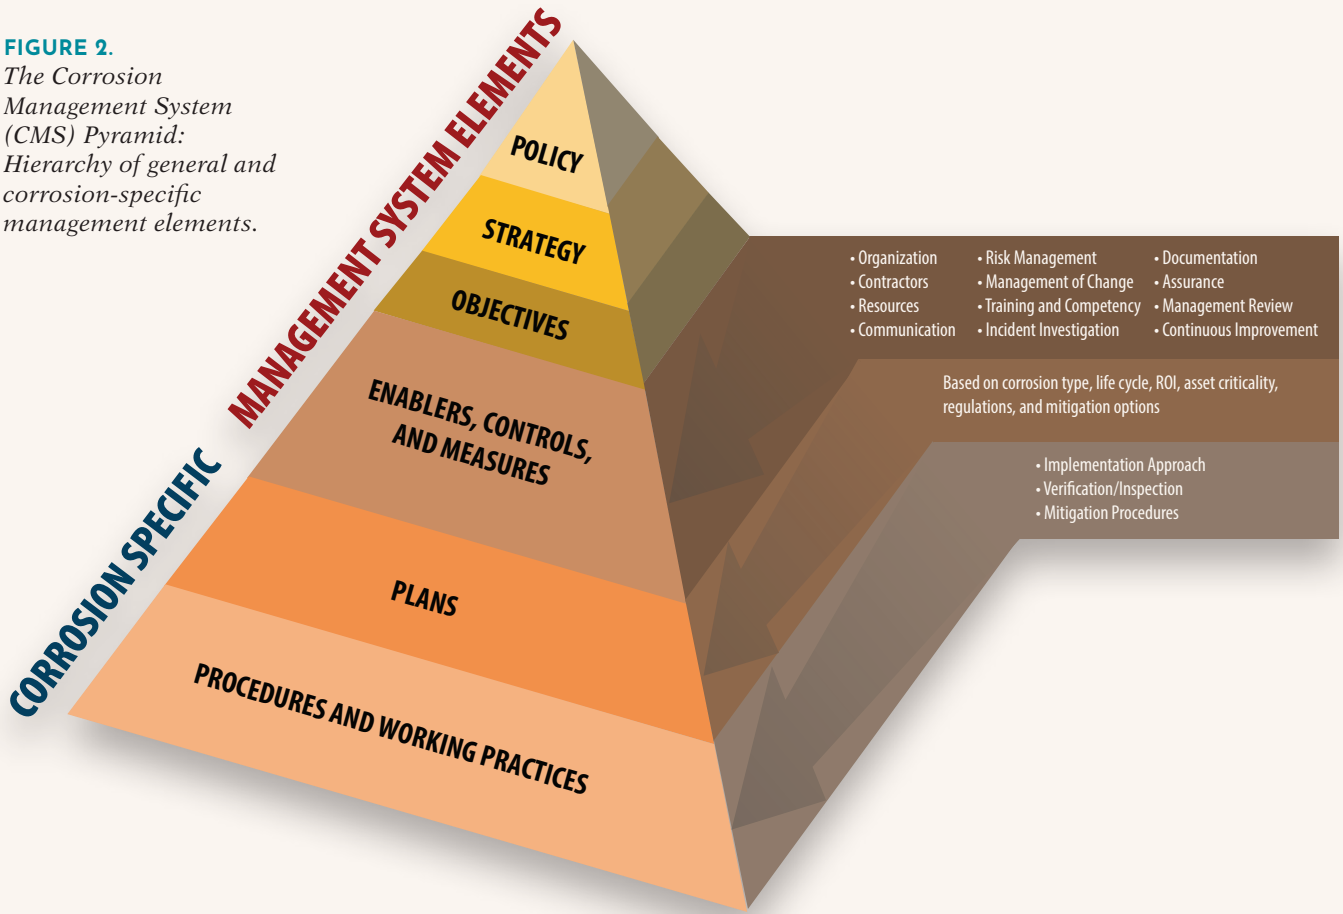 FIGURE 2.
The Corrosion
Management System
(CMS) Pyramid:
Hierarchy of general and
corrosion-specific
management elements.
MANAGEMENT SYSTEM ELEMENTS
CORROSION SPECIFIC
POLICY
STRATEGY
OBJECTIVES
ENABLERS, CONTROLS,
AND MEASURES
PLANS
PROCEDURES AND WORKING PRACTICES
• Organization
• Contractors
• Resources
• Communication
• Risk Management
• Management of Change
• Training and Competency
• Incident Investigation
• Documentation
• Assurance
• Management Review
• Continuous Improvement
Based on corrosion type, life cycle, ROI, asset criticality,
regulations, and mitigation options
• Implementation Approach
• Verification/Inspection
• Mitigation Procedures